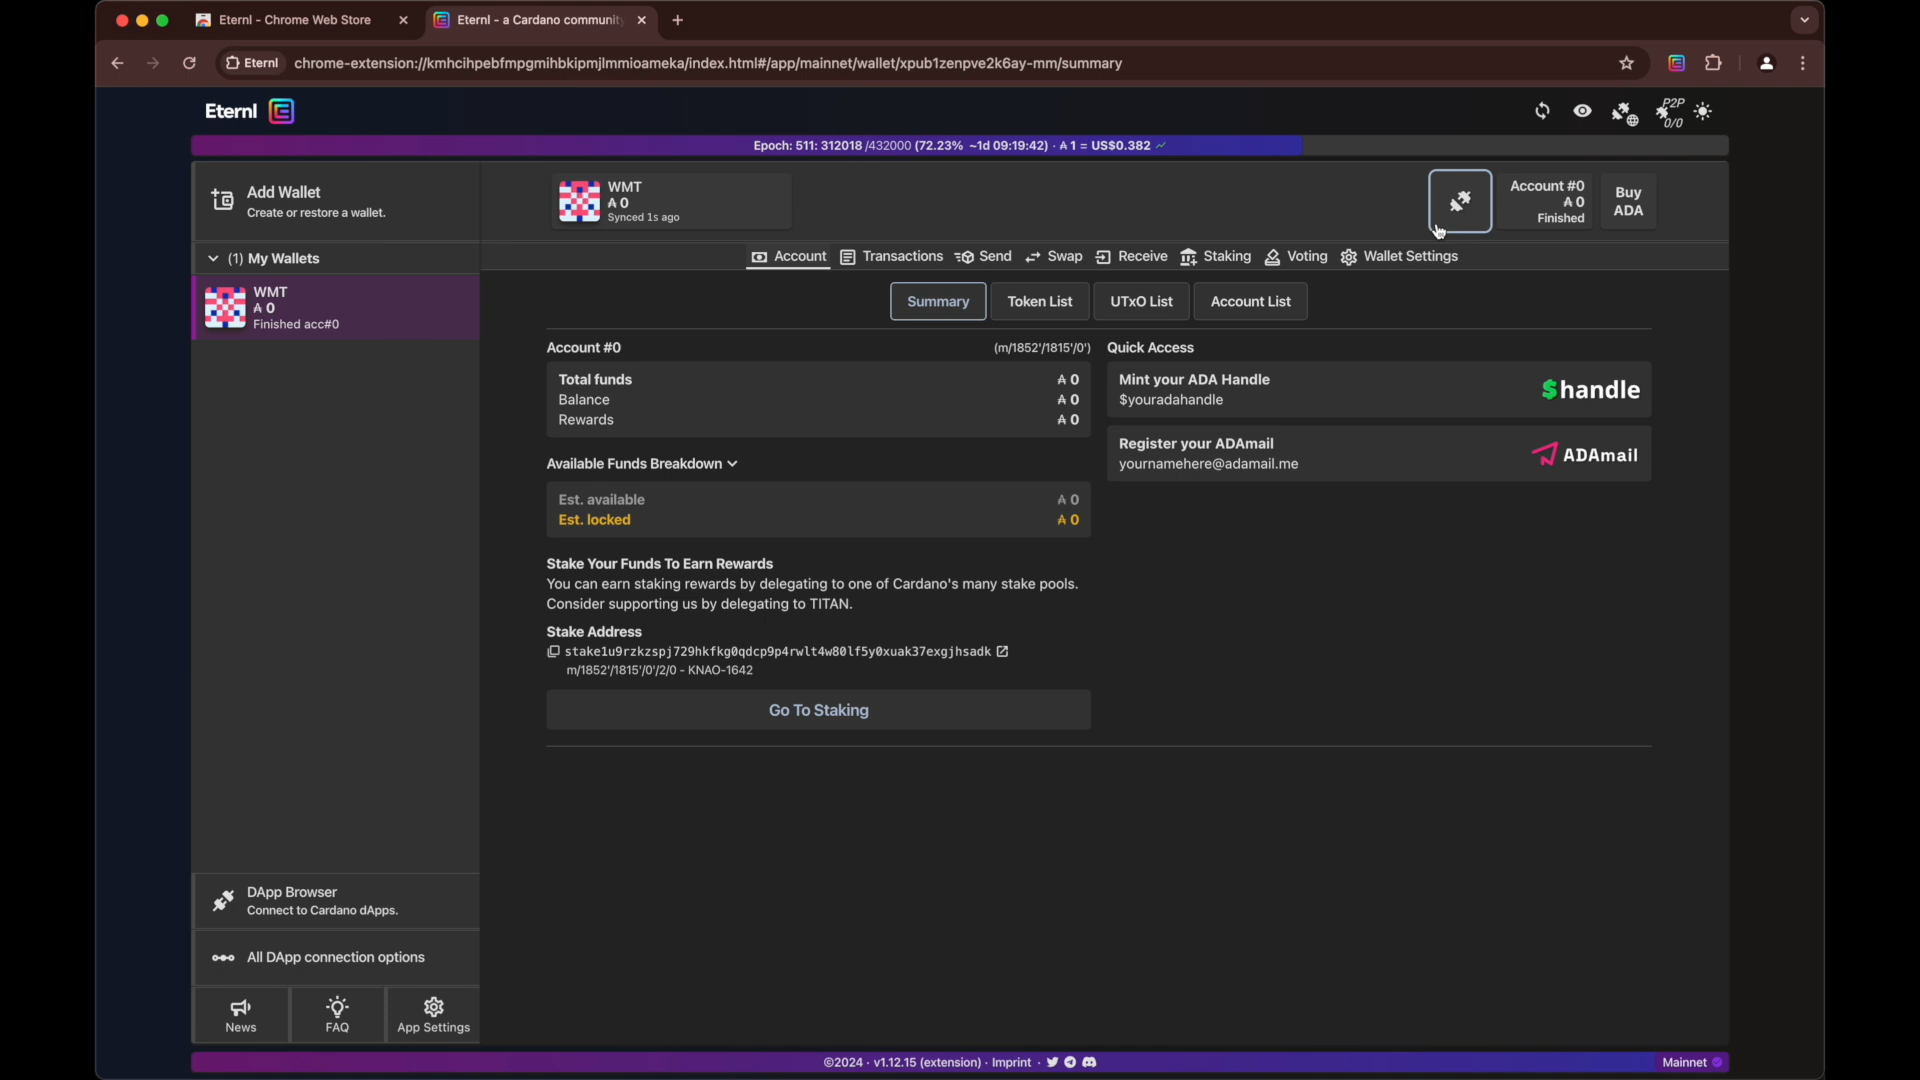 Eternl - Chrome Web Store
Eternl - a Cardano community
Eternl
chrome-extension://kmhcihpebfmpgmihbkipmjlmmioameka/index.html#/app/mainnet/wallet/xpub1zenpve2k6ay-mm/summary
Eternl
P2P
0/0
Epoch: 511: 312018 /432000 (72.23% ~1d 09:19:42) · ₳ 1 = US$0.382
Add Wallet
Create or restore a wallet.
(1) My Wallets
WMT
₳ 0
Finished acc#0
WMT
₳ 0
Synced 1s ago
Account #0
₳ 0
Finished
Buy
ADA
Account
Transactions
Send
Swap
Receive
Staking
Voting
Wallet Settings
Summary
Token List
UTxO List
Account List
Account #0 (m/1852'/1815'/0')
Total funds ₳ 0
Balance ₳ 0
Rewards ₳ 0
Available Funds Breakdown
Est. available ₳ 0
Est. locked ₳ 0
Stake Your Funds To Earn Rewards
You can earn staking rewards by delegating to one of Cardano's many stake pools.
Consider supporting us by delegating to TITAN.
Stake Address
stake1u9rzkzspj729hkfkg0qdcp9p4rwlt4w80lf5y0xuak37exgjhsadk
m/1852'/1815'/0'/2/0 - KNAO-1642
Go To Staking
Quick Access
Mint your ADA Handle
$youradahandle
$handle
Register your ADAmail
yournamehere@adamail.me
ADAmail
DApp Browser
Connect to Cardano dApps.
All DApp connection options
News
FAQ
App Settings
©2024 · v1.12.15 (extension) · Imprint ·
Mainnet